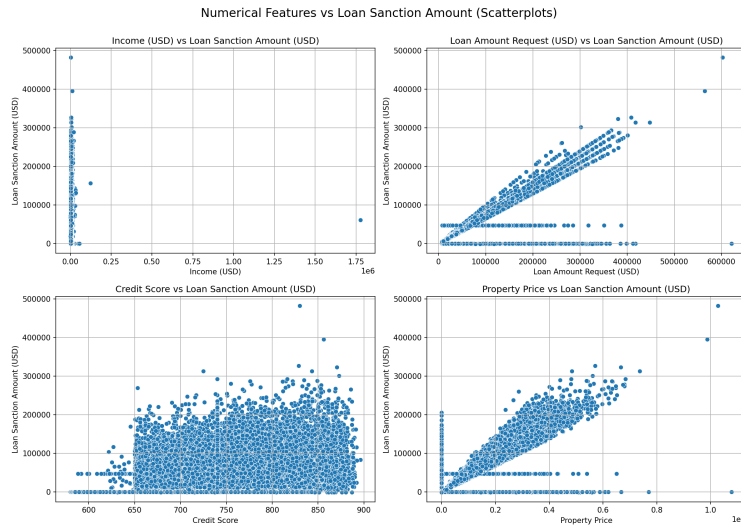 Numerical Features vs Loan Sanction Amount (Scatterplots)
Income (USD) vs Loan Sanction Amount (USD)
Loan Sanction Amount (USD)
500000
400000
300000
200000
100000
0
0.00 0.25 0.50 0.75 1.00 1.25 1.50 1.75
1e6
Income (USD)
Loan Amount Request (USD) vs Loan Sanction Amount (USD)
Loan Sanction Amount (USD)
500000
400000
300000
200000
100000
0
0 100000 200000 300000 400000 500000 600000
Loan Amount Request (USD)
Credit Score vs Loan Sanction Amount (USD)
Loan Sanction Amount (USD)
500000
400000
300000
200000
100000
0
600 650 700 750 800 850 900
Credit Score
Property Price vs Loan Sanction Amount (USD)
Loan Sanction Amount (USD)
500000
400000
300000
200000
100000
0
0.0 0.2 0.4 0.6 0.8 1.0
Property Price